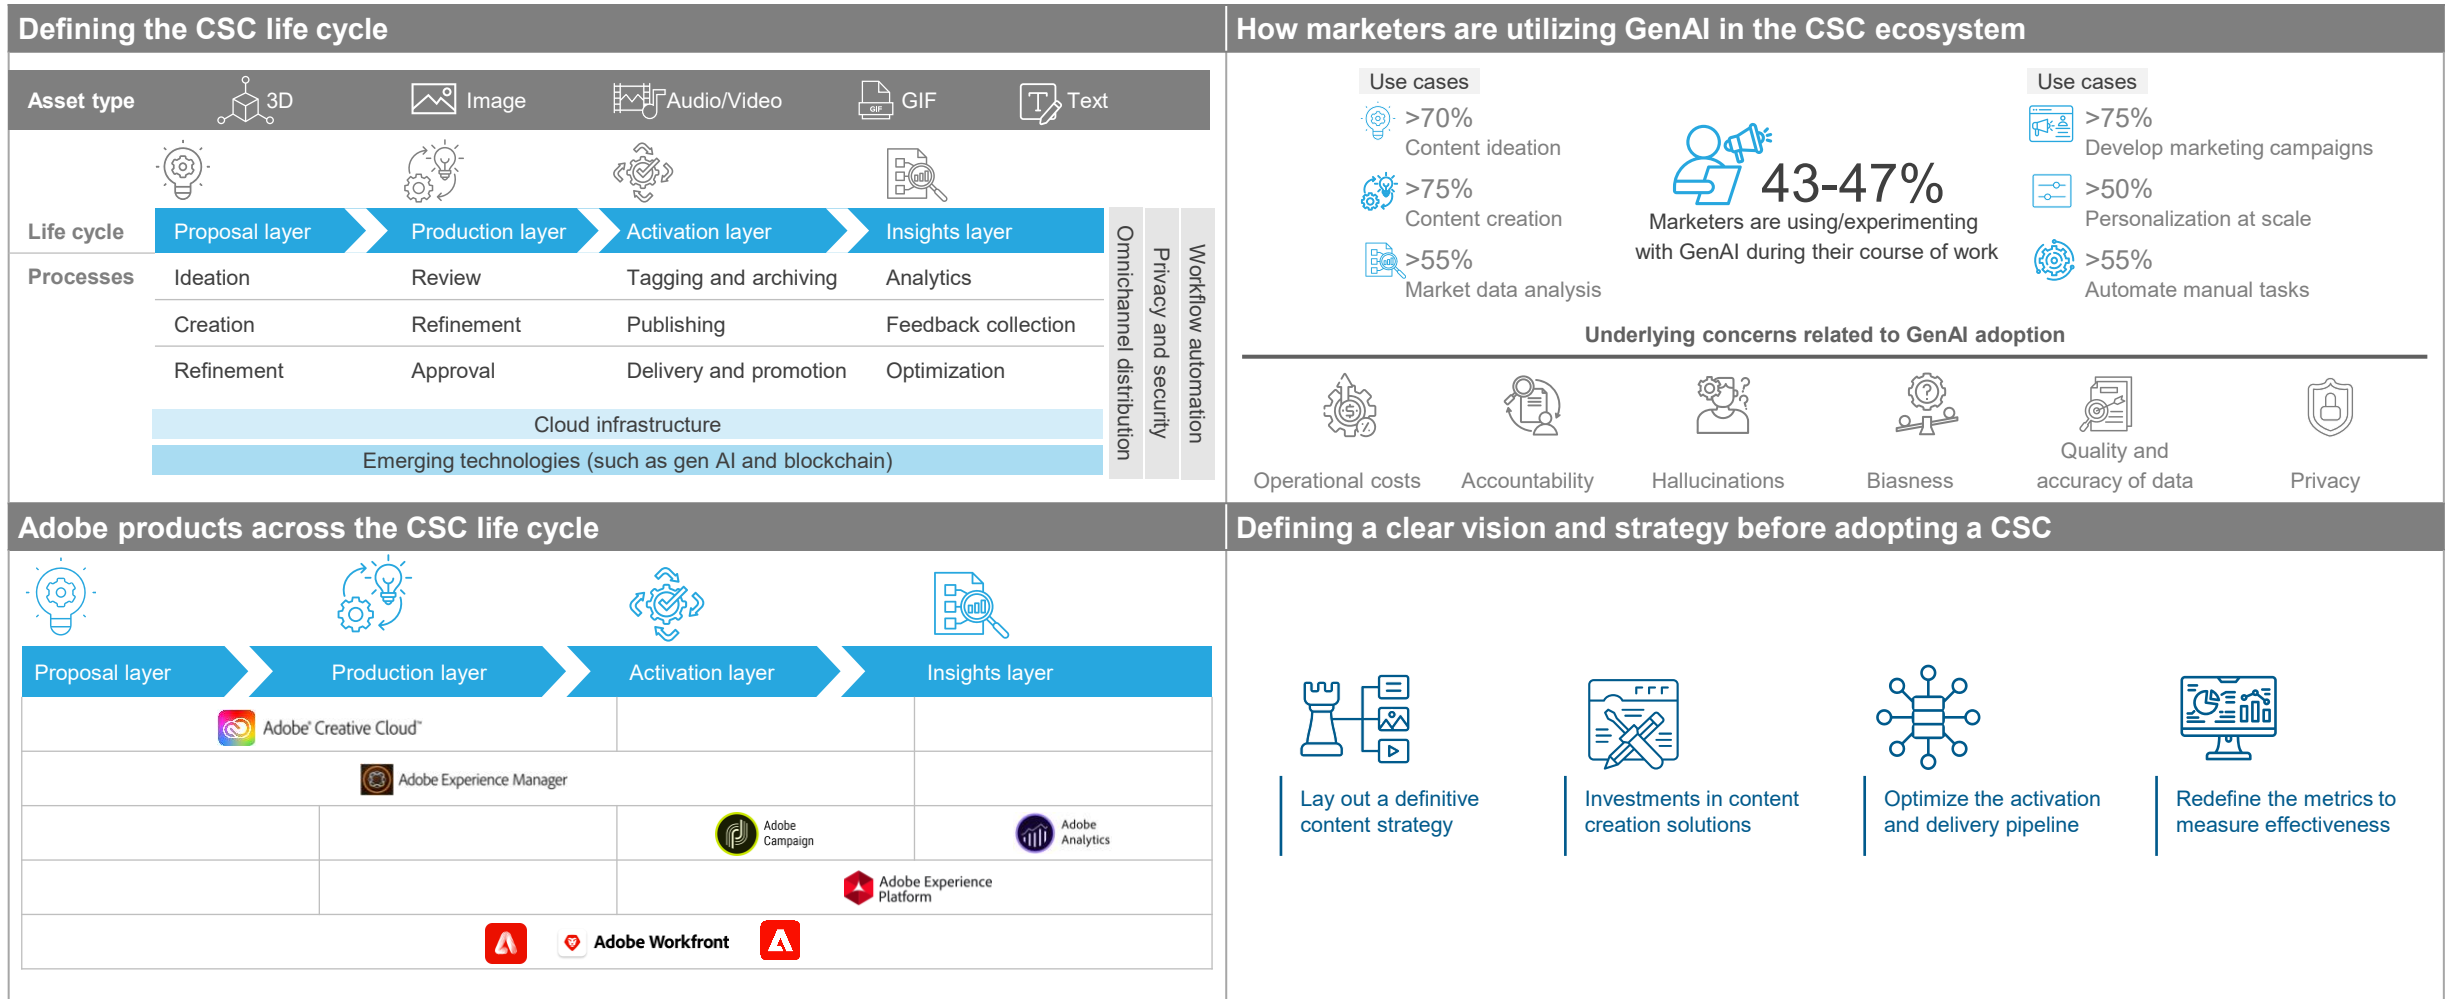 Defining the CSC life cycle
Asset type
3D
Image
Audio/Video
GIF
GIF
T
Text
Life cycle
Proposal layer
Production layer
Activation layer
Insights layer
Processes
Ideation
Review
Tagging and archiving
Analytics
Creation
Refinement
Publishing
Feedback collection
Refinement
Approval
Delivery and promotion
Optimization
Cloud infrastructure
Emerging technologies (such as gen AI and blockchain)
Omnichannel distribution
Privacy and security
Workflow automation
How marketers are utilizing GenAI in the CSC ecosystem
Use cases
>70%
Content ideation
>75%
Content creation
>55%
Market data analysis
43-47%
Marketers are using/experimenting
with GenAI during their course of work
Use cases
>75%
Develop marketing campaigns
>50%
Personalization at scale
>55%
Automate manual tasks
Underlying concerns related to GenAI adoption
Operational costs
Accountability
Hallucinations
Biasness
Quality and
accuracy of data
Privacy
Adobe products across the CSC life cycle
Proposal layer
Production layer
Activation layer
Insights layer
Adobe® Creative Cloud™
Adobe Experience Manager
Adobe
Campaign
Adobe
Analytics
Adobe Experience
Platform
Adobe Workfront
Defining a clear vision and strategy before adopting a CSC
Lay out a definitive
content strategy
Investments in content
creation solutions
Optimize the activation
and delivery pipeline
Redefine the metrics to
measure effectiveness